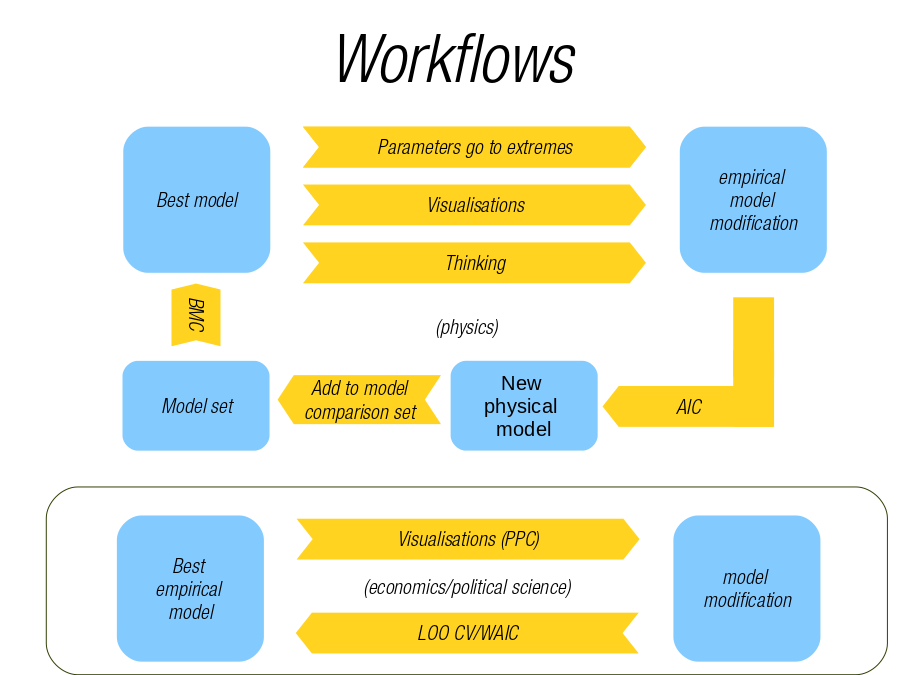 Workflows
Best model
Parameters go to extremes
Visualisations
Thinking
empirical
model
modification
BMC
(physics)
Model set
Add to model
comparison set
New
physical
model
AIC
Best
empirical
model
Visualisations (PPC)
(economics/political science)
LOO CV/WAIC
model
modification